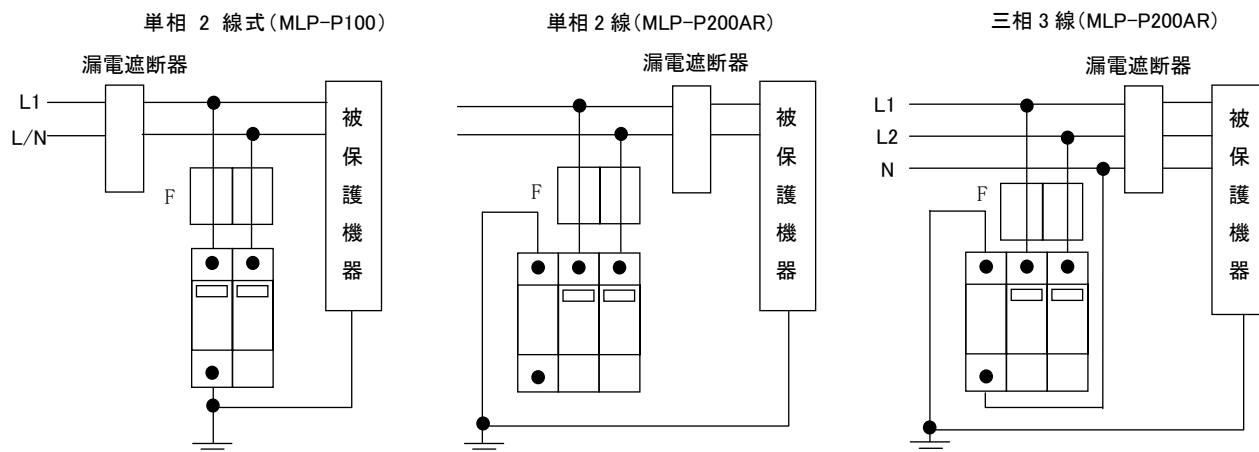 単相 2 線式(MLP-P100)
漏電遮断器
L1
L/N
F
被保護機器
単相2線(MLP-P200AR)
漏電遮断器
F
被保護機器
三相3線(MLP-P200AR)
漏電遮断器
L1
L2
N
F
被保護機器